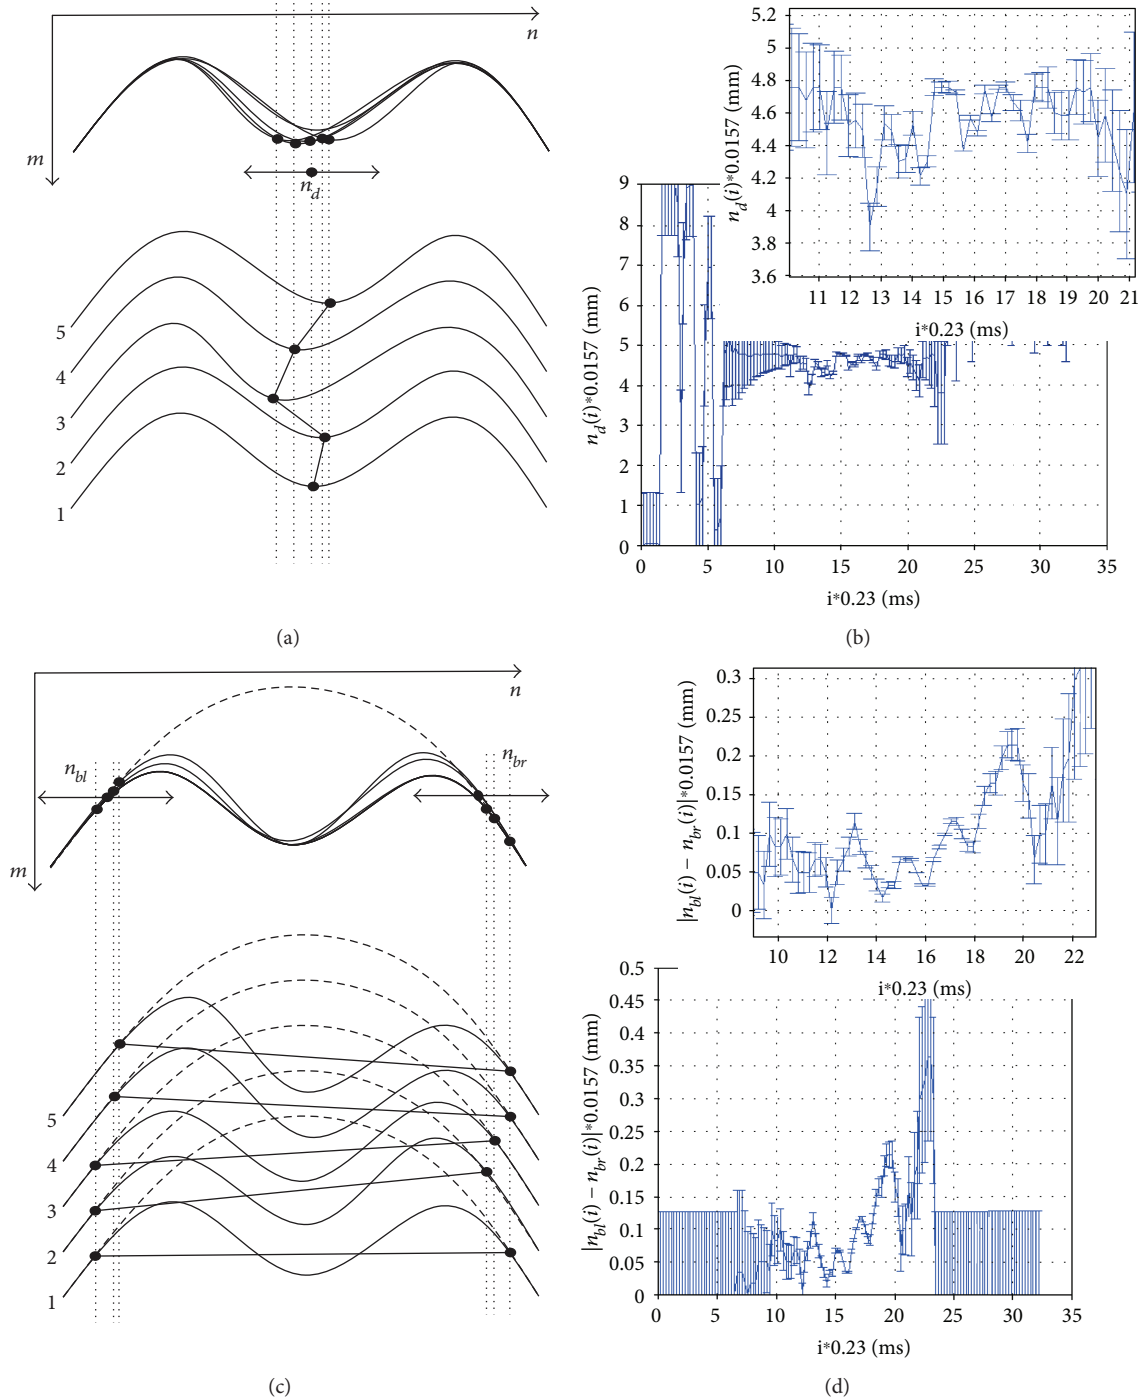 n
m
n_d
5
4
3
2
1
(a)
5.2
5
4.8
4.6
4.4
4.2
4
3.8
3.6
n_d(i)*0.0157 (mm)
11 12 13 14 15 16 17 18 19 20 21
i*0.23 (ms)
9
8
7
6
5
4
3
2
1
0
n_d(i)*0.0157 (mm)
0 5 10 15 20 25 30 35
i*0.23 (ms)
(b)
n
n_bl
n_br
m
5
4
3
2
1
(c)
0.3
0.25
0.2
0.15
0.1
0.05
0
|n_bl(i) − n_br(i)|*0.0157 (mm)
10 12 14 16 18 20 22
i*0.23 (ms)
0.5
0.45
0.4
0.35
0.3
0.25
0.2
0.15
0.1
0.05
0
|n_bl(i) − n_br(i)|*0.0157 (mm)
0 5 10 15 20 25 30 35
i*0.23 (ms)
(d)